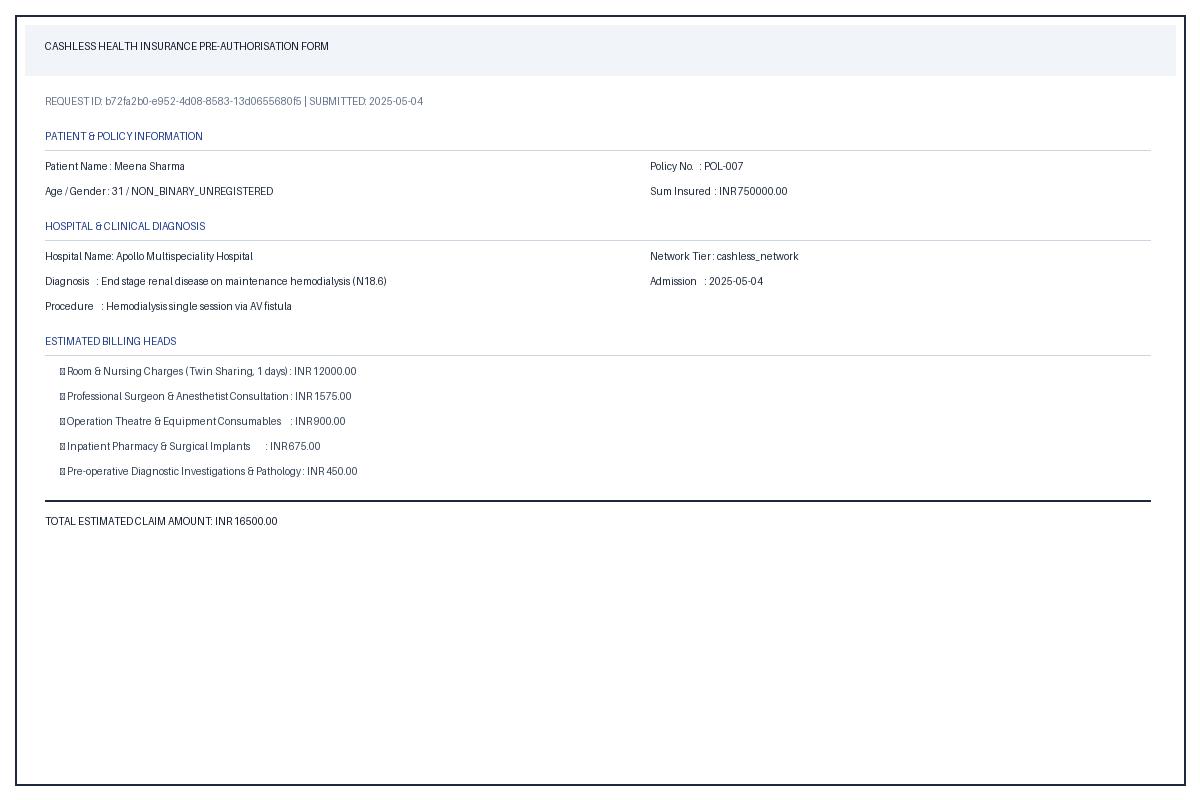 CASHLESS HEALTH INSURANCE PRE-AUTHORISATION FORM
REQUEST ID: b72fa2b0-e952-4d08-8583-13d0655680f5 | SUBMITTED: 2025-05-04
PATIENT & POLICY INFORMATION
Patient Name : Meena Sharma Policy No. : POL-007
Age / Gender : 31 / NON_BINARY_UNREGISTERED Sum Insured : INR 750000.00
HOSPITAL & CLINICAL DIAGNOSIS
Hospital Name: Apollo Multispeciality Hospital Network Tier : cashless_network
Diagnosis : End stage renal disease on maintenance hemodialysis (N18.6) Admission : 2025-05-04
Procedure : Hemodialysis single session via AV fistula
ESTIMATED BILLING HEADS
Room & Nursing Charges (Twin Sharing, 1 days) : INR 12000.00
Professional Surgeon & Anesthetist Consultation : INR 1575.00
Operation Theatre & Equipment Consumables : INR 900.00
Inpatient Pharmacy & Surgical Implants : INR 675.00
Pre-operative Diagnostic Investigations & Pathology : INR 450.00
TOTAL ESTIMATED CLAIM AMOUNT: INR 16500.00